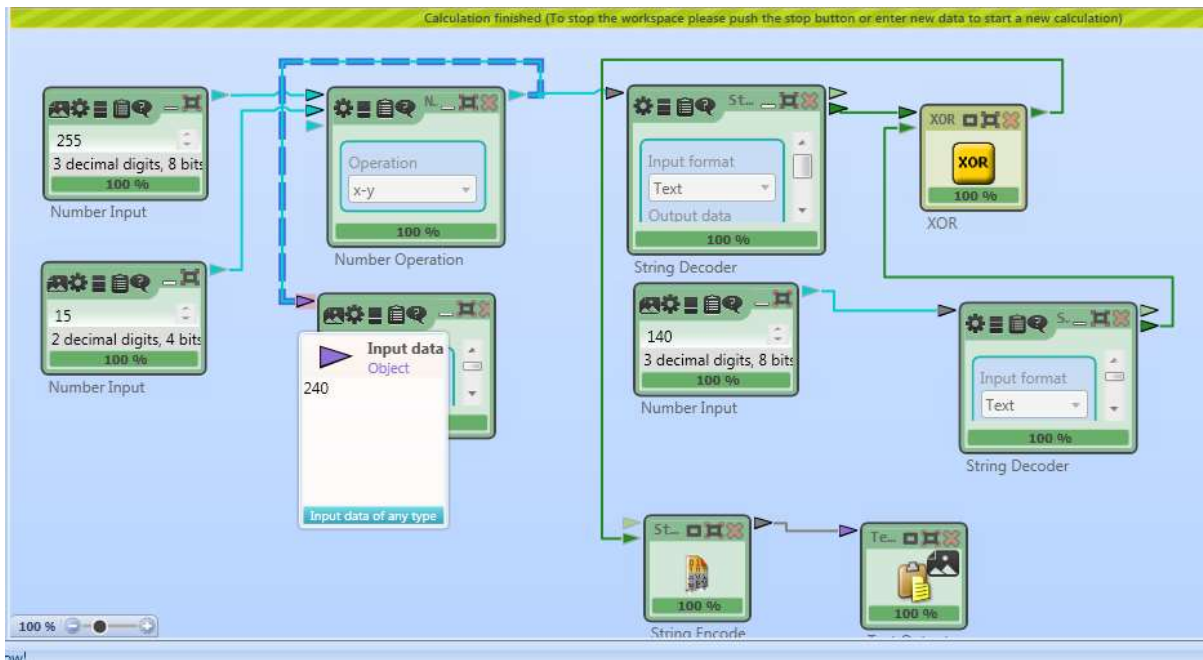 Calculation finished (To stop the workspace please push the stop button or enter new data to start a new calculation)
255
3 decimal digits, 8 bits
100 %
Number Input
15
2 decimal digits, 4 bits
100 %
Number Input
N..
Operation
x-y
100 %
Number Operation
Input data
Object
240
Input data of any type
St...
Input format
Text
Output data
100 %
String Decoder
XOR
XOR
100 %
XOR
140
3 decimal digits, 8 bits
100 %
Number Input
S..
Input format
Text
100 %
String Decoder
St...
100 %
String Encode
Te...
100 %
100 %